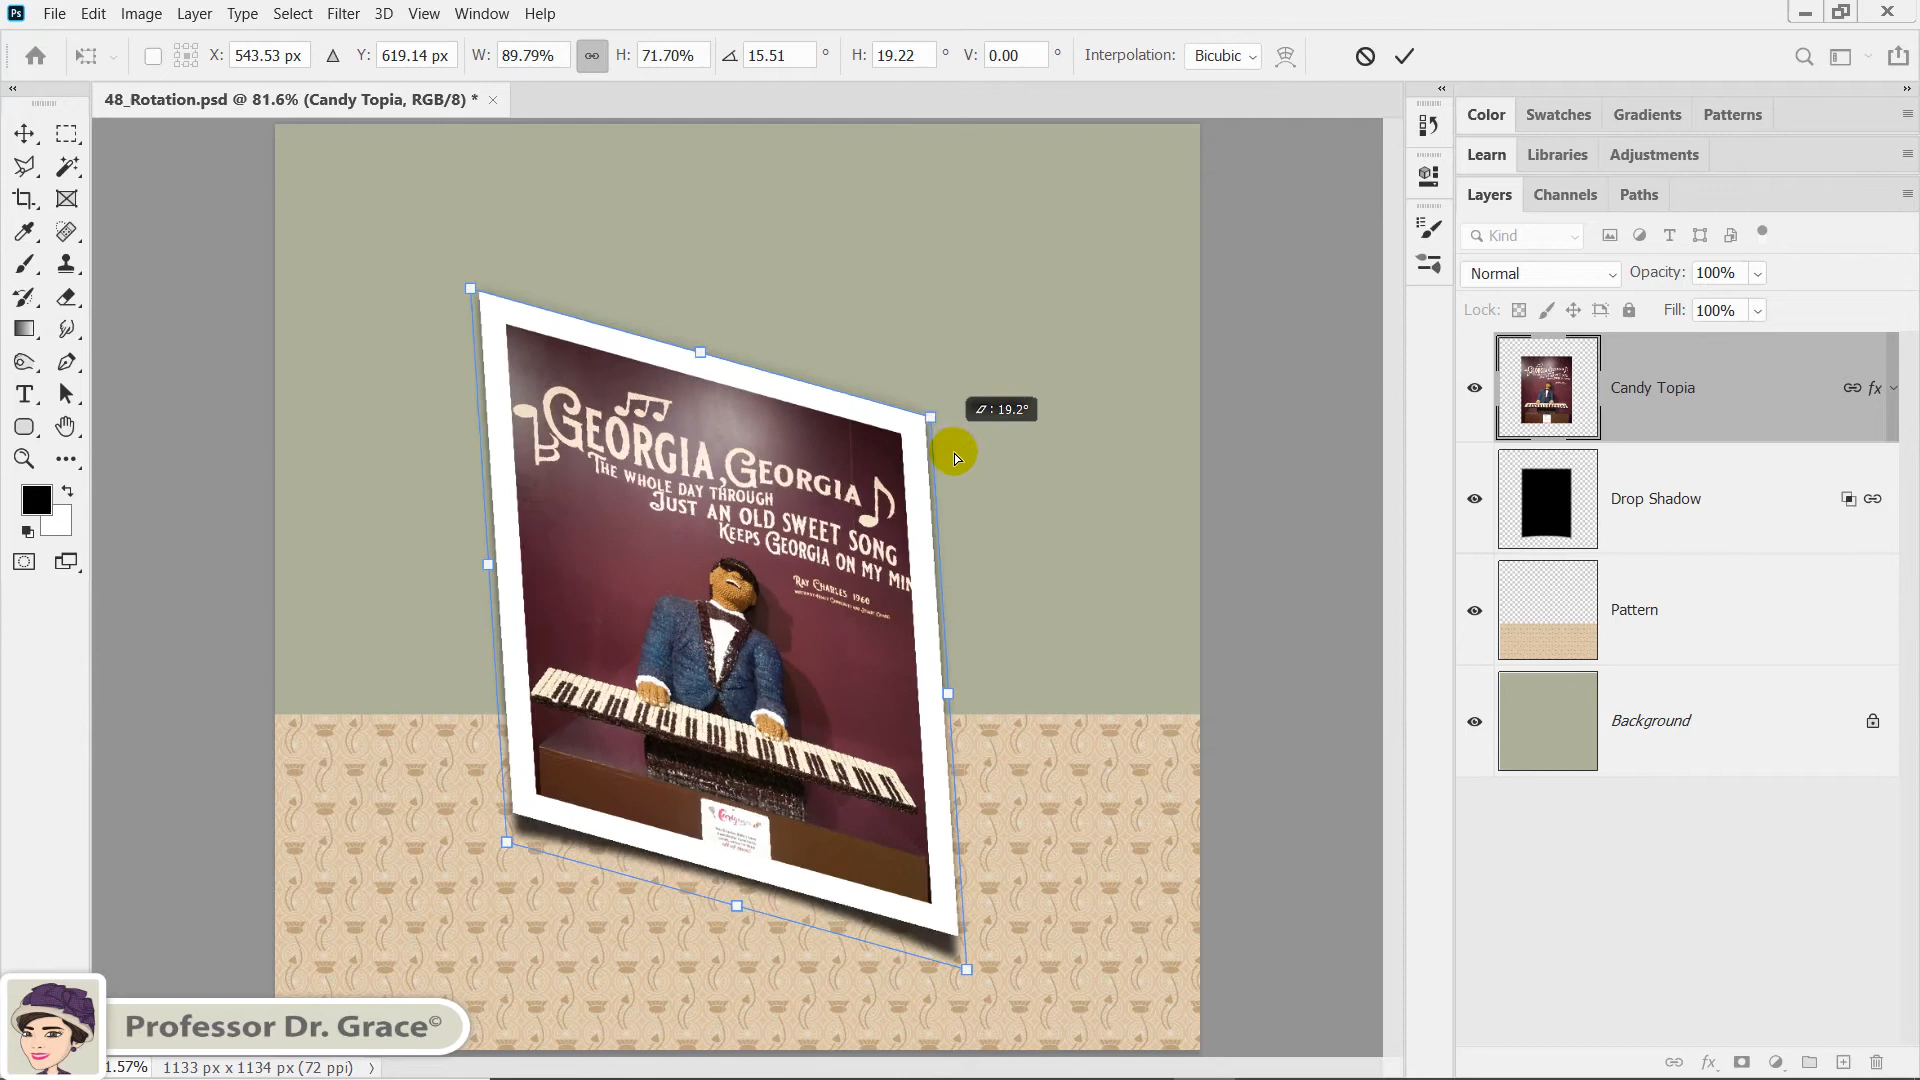 Ps File Edit Image Layer Type Select Filter 3D View Window Help
X: 543.53 px Y: 619.14 px W: 89.79% H: 71.70% 15.51 ° H: 19.22 ° V: 0.00 ° Interpolation: Bicubic
48_Rotation.psd @ 81.6% (Candy Topia, RGB/8) *
Color Swatches Gradients Patterns
Learn Libraries Adjustments
Layers Channels Paths
Kind
Normal Opacity: 100%
Lock: Fill: 100%
Candy Topia fx
Drop Shadow
Pattern
Background
: 19.2°
GEORGIA, GEORGIA
THE WHOLE DAY THROUGH
JUST AN OLD SWEET SONG
KEEPS GEORGIA ON MY MIN
RAY CHARLES 1960
Professor Dr. Grace©
1.57% 1133 px x 1134 px (72 ppi)
fx